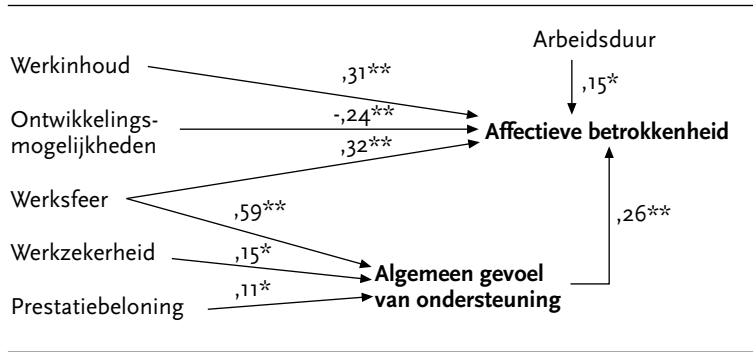 Arbeidsduur
Werkinhoud
,31**
,15*
Ontwikkelings-
mogelijkheden
-,24**
Affectieve betrokkenheid
,32**
Werksfeer
,59**
,26**
Werkzekerheid
,15*
Algemeen gevoel
van ondersteuning
Prestatiebeloning
,11*